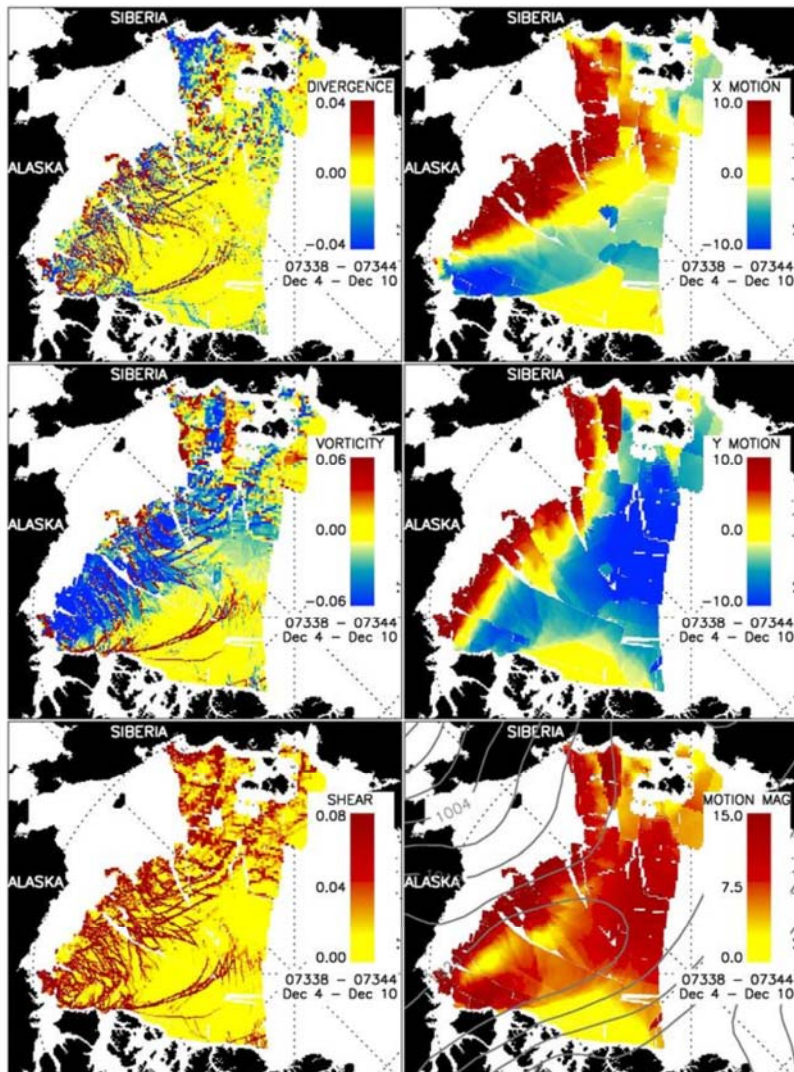 SIBERIA
DIVERGENCE
0.04
ALASKA
0.00
-0.04
07338 - 07344
Dec 4 - Dec 10
SIBERIA
X MOTION
10.0
ALASKA
0.0
-10.0
07338 - 07344
Dec 4 - Dec 10
SIBERIA
VORTICITY
0.06
ALASKA
0.00
-0.06
07338 - 07344
Dec 4 - Dec 10
SIBERIA
Y MOTION
10.0
ALASKA
0.0
-10.0
07338 - 07344
Dec 4 - Dec 10
SIBERIA
SHEAR
0.08
ALASKA
0.04
0.00
07338 - 07344
Dec 4 - Dec 10
SIBERIA
1004
MOTION MAG
15.0
ALASKA
7.5
0.0
07338 - 07344
Dec 4 - Dec 10